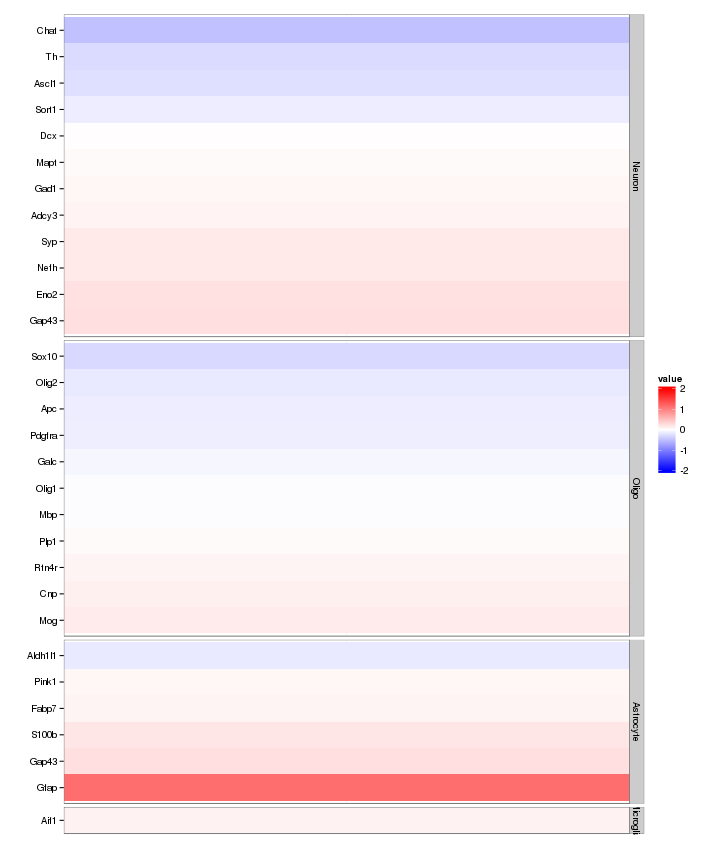 Chat
Th
Ascl1
Sorl1
Dcx
Mapt
Gad1
Adcy3
Syp
Nefh
Eno2
Gap43
Neuron
Sox10
Olig2
Apc
Pdgfra
Galc
Olig1
Mbp
Plp1
Rtn4r
Cnp
Mog
Oligo
Aldh1l1
Pink1
Fabp7
S100b
Gap43
Gfap
Astrocyte
Aif1
value
2
1
0
-1
-2